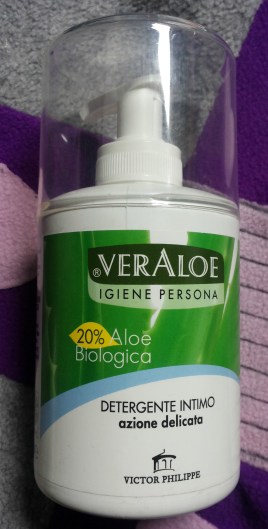 ® VERALOE
IGIENE PERSONA
20% Aloe
Biologica
DETERGENTE INTIMO
azione delicata
VICTOR PHILIPPE